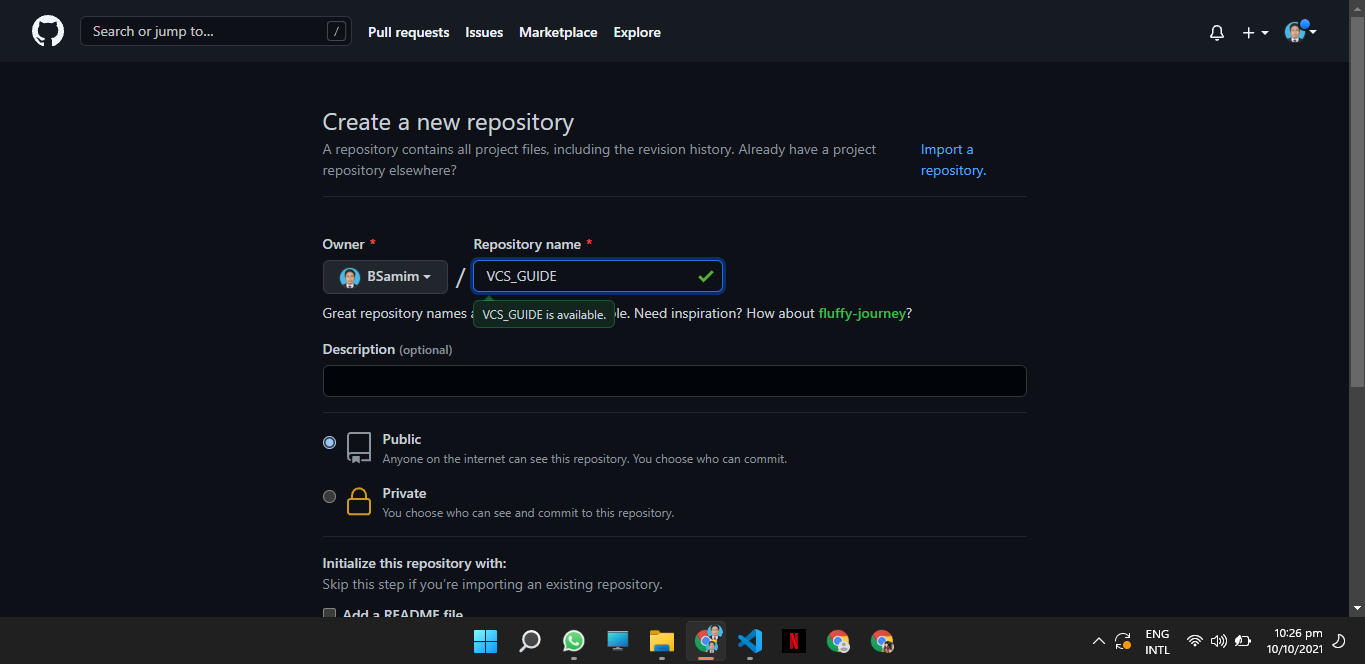 Search or jump to... /
Pull requests Issues Marketplace Explore
Create a new repository
A repository contains all project files, including the revision history. Already have a project
repository elsewhere?
Import a
repository.
Owner * Repository name *
BSamim / VCS_GUIDE
VCS_GUIDE is available.
Great repository names a le. Need inspiration? How about fluffy-journey?
Description (optional)
Public
Anyone on the internet can see this repository. You choose who can commit.
Private
You choose who can see and commit to this repository.
Initialize this repository with:
Skip this step if you're importing an existing repository.
Add a README file
N
ENG
INTL
10:26 pm
10/10/2021